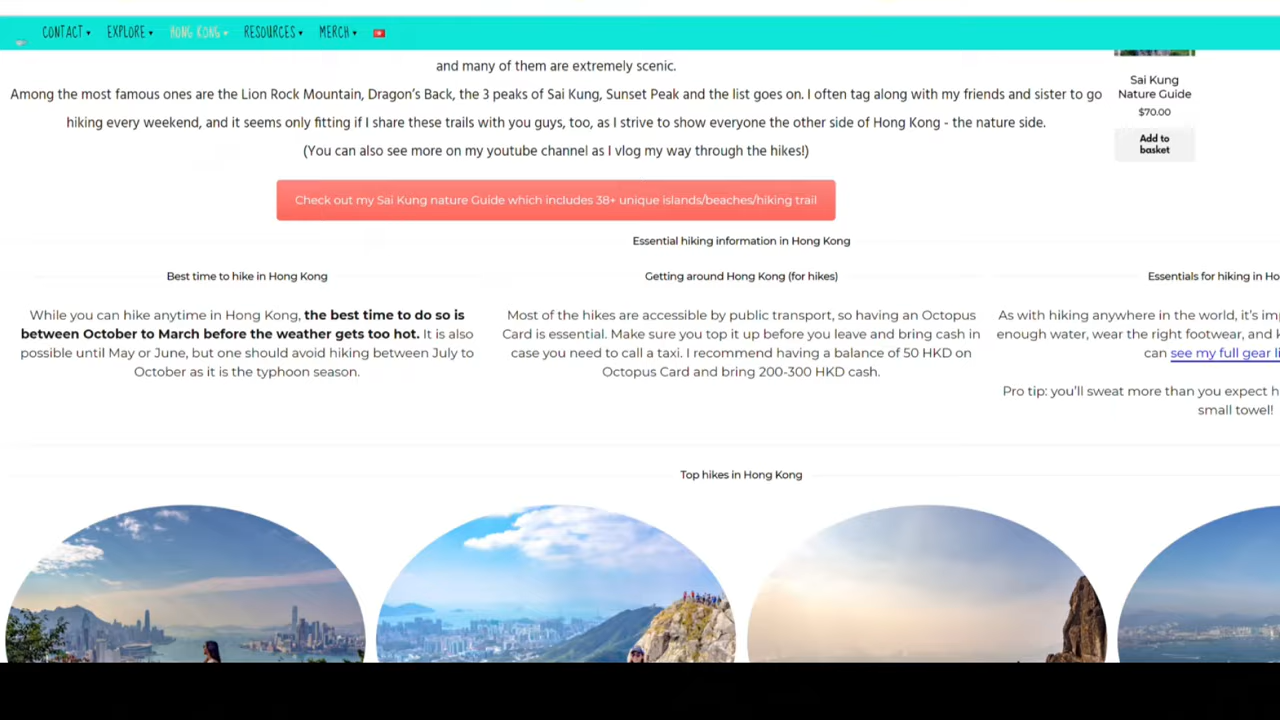 CONTACT EXPLORE HONG KONG RESOURCES MERCH
and many of them are extremely scenic.
Among the most famous ones are the Lion Rock Mountain, Dragon's Back, the 3 peaks of Sai Kung, Sunset Peak and the list goes on. I often tag along with my friends and sister to go
hiking every weekend, and it seems only fitting if I share these trails with you guys, too, as I strive to show everyone the other side of Hong Kong - the nature side.
(You can also see more on my youtube channel as I vlog my way through the hikes!)
Sai Kung
Nature Guide
$70.00
Add to
basket
Check out my Sai Kung nature Guide which includes 38+ unique islands/beaches/hiking trail
Essential hiking information in Hong Kong
Best time to hike in Hong Kong
While you can hike anytime in Hong Kong, the best time to do so is
between October to March before the weather gets too hot. It is also
possible until May or June, but one should avoid hiking between July to
October as it is the typhoon season.
Getting around Hong Kong (for hikes)
Most of the hikes are accessible by public transport, so having an Octopus
Card is essential. Make sure you top it up before you leave and bring cash in
case you need to call a taxi. I recommend having a balance of 50 HKD on
Octopus Card and bring 200-300 HKD cash.
Essentials for hiking in Ho
As with hiking anywhere in the world, it's im
enough water, wear the right footwear, and
can see my full gear li
Pro tip: you'll sweat more than you expect
small towel!
Top hikes in Hong Kong